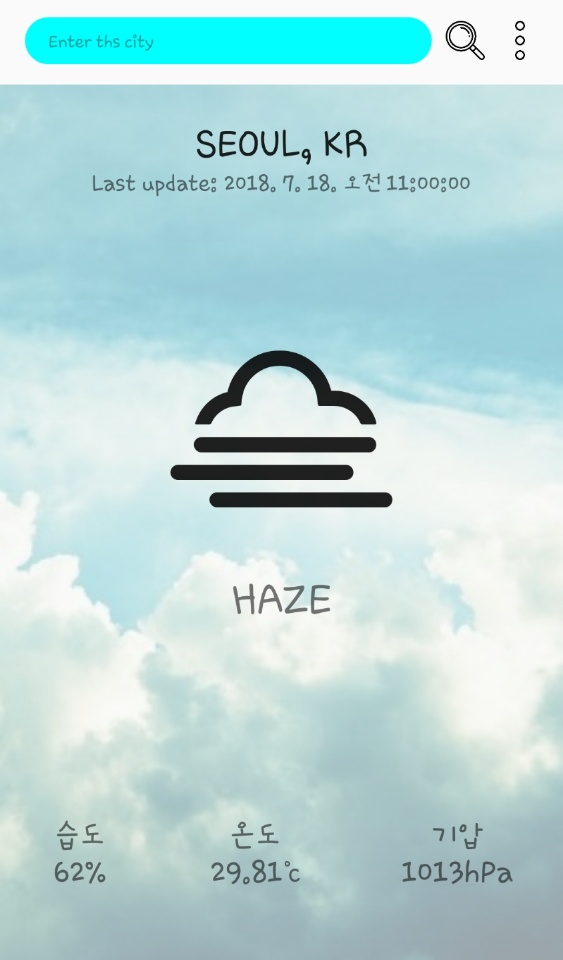 Enter ths city
SEOUL, KR
Last update: 2018. 7. 18. 오전 11:00:00
HAZE
습도 온도 기압
62% 29.81°c 1013hPa